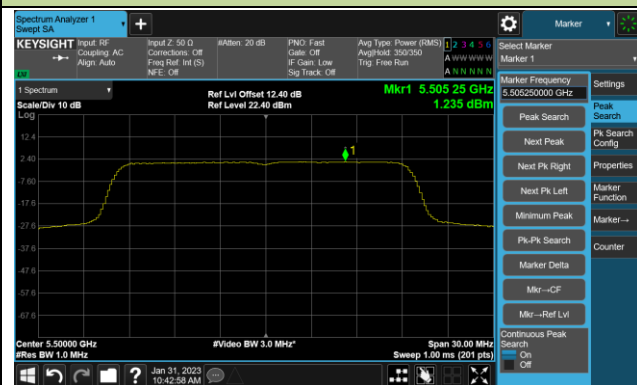 Spectrum Analyzer 1
Swept SA
+
Marker
KEYSIGHT Input: RF
Coupling: AC
Align: Auto
Input Z: 50 Ω
Corrections: Off
Freq Ref: Int (S)
NFE: Off
#Atten: 20 dB
PNO: Fast
Gate: Off
IF Gain: Low
Sig Track: Off
Avg Type: Power (RMS)
Avg|Hold: 350/350
Trig: Free Run
1 2 3 4 5 6
A W W W W W
A N N N N N
Select Marker
Marker 1
1 Spectrum
Scale/Div 10 dB
Log
Ref Lvl Offset 12.40 dB
Ref Level 22.40 dBm
Mkr1 5.505 25 GHz
1.235 dBm
12.4
2.40
-7.60
-17.6
-27.6
-37.6
-47.6
-57.6
-67.6
1
Center 5.50000 GHz
#Res BW 1.0 MHz
#Video BW 3.0 MHz*
Span 30.00 MHz
Sweep 1.00 ms (201 pts)
Marker Frequency
5.505250000 GHz
Peak Search
Next Peak
Next Pk Right
Next Pk Left
Minimum Peak
Pk-Pk Search
Marker Delta
Mkr→CF
Mkr→Ref Lvl
Continuous Peak
Search
On
Off
Settings
Peak
Search
Pk Search
Config
Properties
Marker
Function
Marker→
Counter
?
Jan 31, 2023
10:42:58 AM